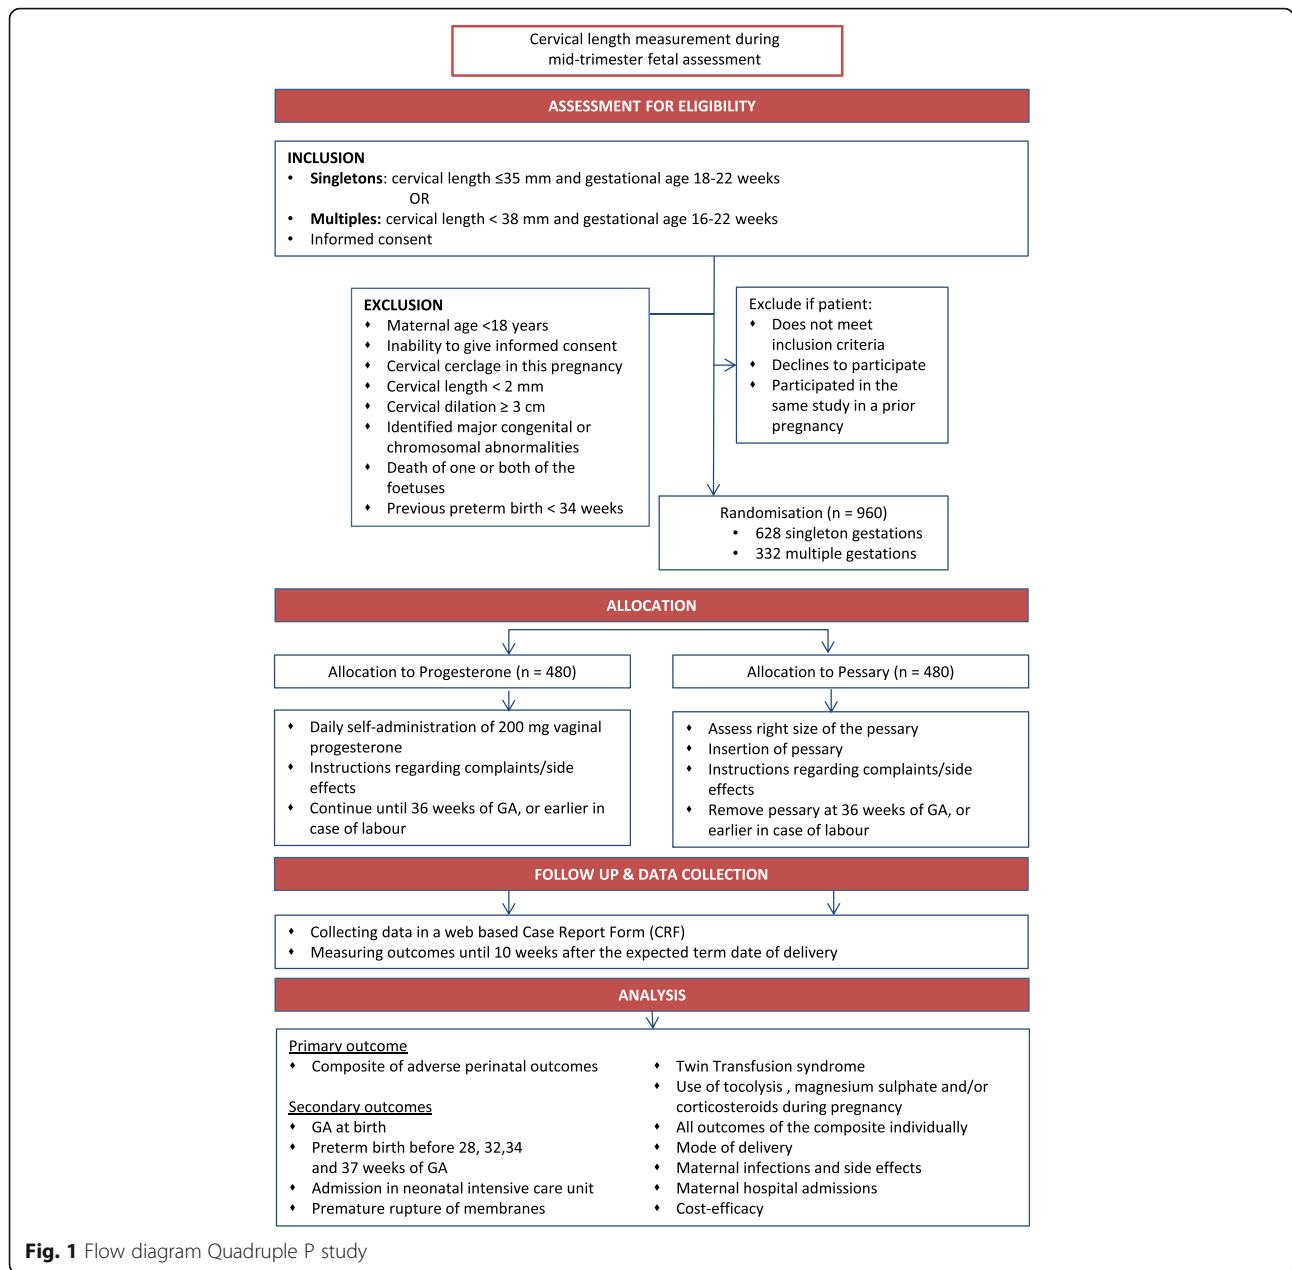 Cervical length measurement during
mid-trimester fetal assessment
ASSESSMENT FOR ELIGIBILITY
INCLUSION
• Singletons: cervical length ≤35 mm and gestational age 18-22 weeks
OR
• Multiples: cervical length < 38 mm and gestational age 16-22 weeks
• Informed consent
EXCLUSION
♦ Maternal age <18 years
♦ Inability to give informed consent
♦ Cervical cerclage in this pregnancy
♦ Cervical length < 2 mm
♦ Cervical dilation ≥ 3 cm
♦ Identified major congenital or
chromosomal abnormalities
♦ Death of one or both of the
foetuses
♦ Previous preterm birth < 34 weeks
Exclude if patient:
♦ Does not meet
inclusion criteria
♦ Declines to participate
♦ Participated in the
same study in a prior
pregnancy
Randomisation (n = 960)
• 628 singleton gestations
• 332 multiple gestations
ALLOCATION
Allocation to Progesterone (n = 480)
♦ Daily self-administration of 200 mg vaginal
progesterone
♦ Instructions regarding complaints/side
effects
♦ Continue until 36 weeks of GA, or earlier in
case of labour
Allocation to Pessary (n = 480)
♦ Assess right size of the pessary
♦ Insertion of pessary
♦ Instructions regarding complaints/side
effects
♦ Remove pessary at 36 weeks of GA, or
earlier in case of labour
FOLLOW UP & DATA COLLECTION
♦ Collecting data in a web based Case Report Form (CRF)
♦ Measuring outcomes until 10 weeks after the expected term date of delivery
ANALYSIS
Primary outcome
♦ Composite of adverse perinatal outcomes
Secondary outcomes
♦ GA at birth
♦ Preterm birth before 28, 32,34
and 37 weeks of GA
♦ Admission in neonatal intensive care unit
♦ Premature rupture of membranes
♦ Twin Transfusion syndrome
♦ Use of tocolysis , magnesium sulphate and/or
corticosteroids during pregnancy
♦ All outcomes of the composite individually
♦ Mode of delivery
♦ Maternal infections and side effects
♦ Maternal hospital admissions
♦ Cost-efficacy
Fig. 1 Flow diagram Quadruple P study